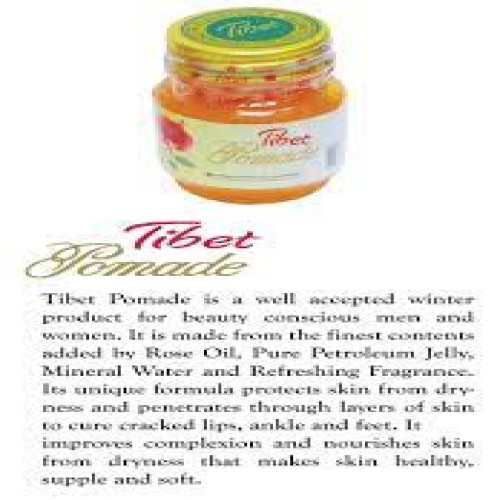 Tibet
Tibet
Pomade
Tibet
Pomade
Tibet Pomade is a well accepted winter
product for beauty conscious men and
women. It is made from the finest contents
added by Rose Oil, Pure Petroleum Jelly,
Mineral Water and Refreshing Fragrance.
Its unique formula protects skin from dry-
ness and penetrates through layers of skin
to cure cracked lips, ankle and feet. It
improves complexion and nourishes skin
from dryness that makes skin healthy,
supple and soft.